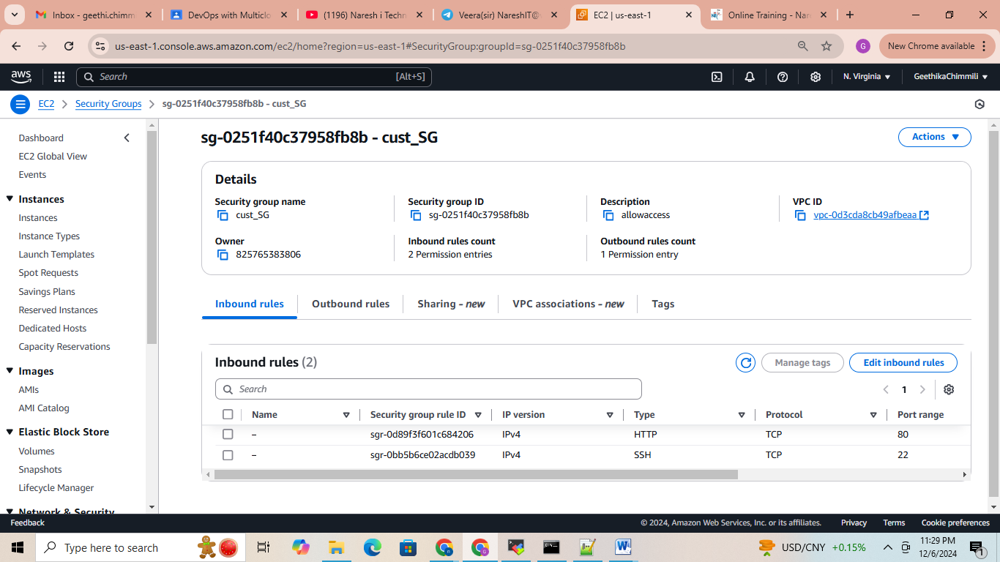 Inbox - geethi.chimm
DevOps with Multiclo
(1196) Naresh i Techn
Veera(sir) NareshIT@
EC2 | us-east-1
Online Training - Nar
us-east-1.console.aws.amazon.com/ec2/home?region=us-east-1#SecurityGroup:groupId=sg-0251f40c37958fb8b
G
New Chrome available
aws
Search
[Alt+S]
N. Virginia
GeethikaChimmili
EC2
Security Groups
sg-0251f40c37958fb8b - cust_SG
Dashboard
EC2 Global View
Events
Instances
Instances
Instance Types
Launch Templates
Spot Requests
Savings Plans
Reserved Instances
Dedicated Hosts
Capacity Reservations
Images
AMIs
AMI Catalog
Elastic Block Store
Volumes
Snapshots
Lifecycle Manager
Network & Security
sg-0251f40c37958fb8b - cust_SG
Actions
Details
Security group name
cust_SG
Security group ID
sg-0251f40c37958fb8b
Description
allowaccess
VPC ID
vpc-0d3cda8cb49afbeaa
Owner
825765383806
Inbound rules count
2 Permission entries
Outbound rules count
1 Permission entry
Inbound rules
Outbound rules
Sharing - new
VPC associations - new
Tags
Inbound rules (2)
Manage tags
Edit inbound rules
Search
1
Name Security group rule ID IP version Type Protocol Port range
– sgr-0d89f3f601c684206 IPv4 HTTP TCP 80
– sgr-0bb5b6ce02acdb039 IPv4 SSH TCP 22
Feedback
© 2024, Amazon Web Services, Inc. or its affiliates.
Privacy
Terms
Cookie preferences
Type here to search
USD/CNY +0.15%
11:29 PM
12/6/2024
1